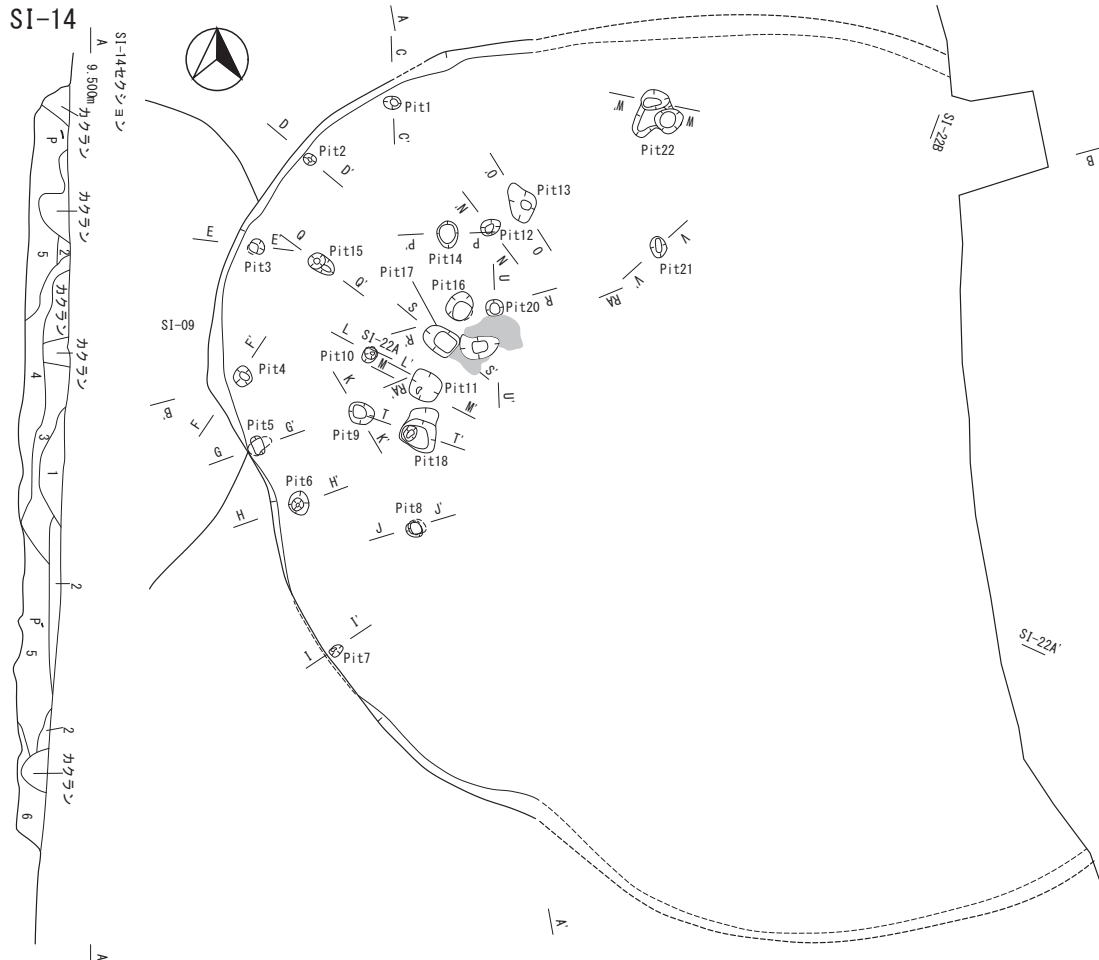 SI-14
A
SI-14セクション
9.500m
カクラン
P
カクラン
5
2
カクラン
カクラン
4
3
1
2
P
5
2
カクラン
6
A
A
C
Pit1
C'
D
Pit2
D'
E
E'
Pit3
Q
Pit15
Q'
SI-09
Pit17
P'
Pit14
P
N'
Pit12
N
O'
Pit13
O
U
Pit16
Pit20
R
S
R'
L
SI-22A
Pit10
L'
M
RA'
Pit11
M'
S'
U'
F'
Pit4
B'
F
K
Pit9
K'
T
Pit18
T'
Pit5
G'
G
Pit6
H'
H
Pit8
J'
J
I'
I
Pit7
W'
W
Pit22
SI-22B
B
V
Pit21
V'
RA
SI-22A'
A'